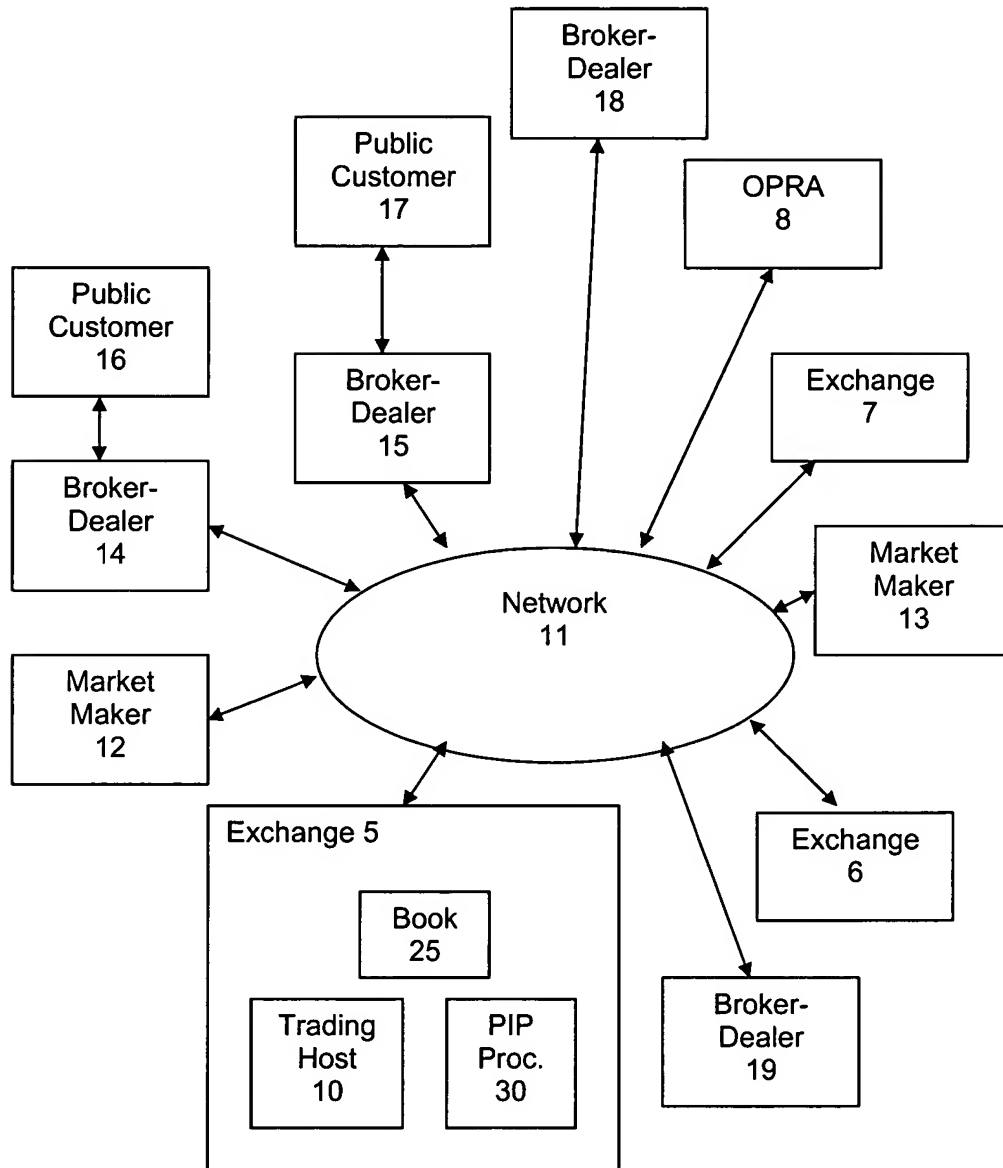 Broker-
Dealer
18
Public
Customer
17
OPRA
8
Public
Customer
16
Broker-
Dealer
15
Exchange
7
Broker-
Dealer
14
Market
Maker
13
Network
11
Market
Maker
12
Exchange 5
Exchange
6
Book
25
Broker-
Dealer
19
Trading
Host
10
PIP
Proc.
30